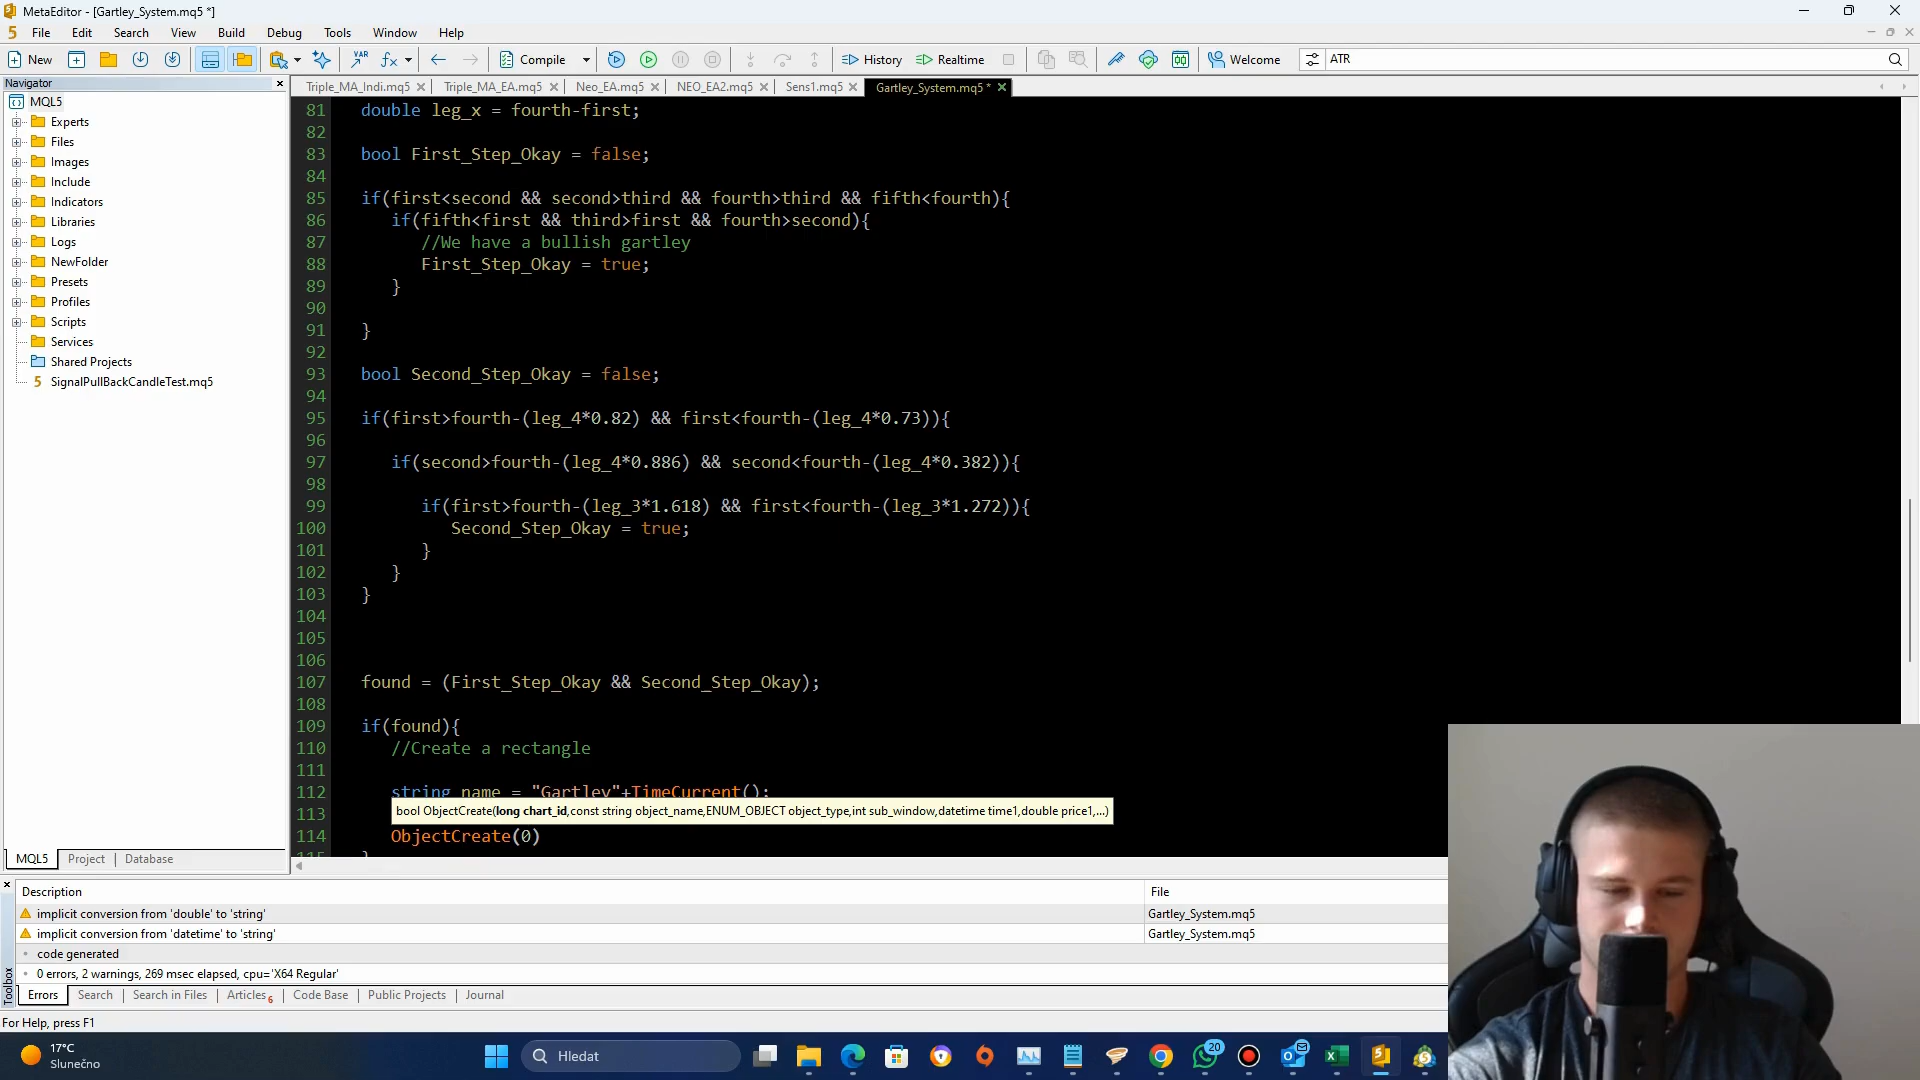 MetaEditor - [Gartley_System.mq5 *]
File Edit Search View Build Debug Tools Window Help
New Compile History Realtime Welcome ATR
Navigator
Triple_MA_Indi.mq5 Triple_MA_EA.mq5 Neo_EA.mq5 NEO_EA2.mq5 Sens1.mq5 Gartley_System.mq5 *
MQL5
Experts
Files
Images
Include
Indicators
Libraries
Logs
NewFolder
Presets
Profiles
Scripts
Services
Shared Projects
SignalPullBackCandleTest.mq5
MQL5 Project Database
81 double leg_x = fourth-first;
82
83 bool First_Step_Okay = false;
84
85 if(first<second && second>third && fourth>third && fifth<fourth){
86 if(fifth<first && third>first && fourth>second){
87 //We have a bullish gartley
88 First_Step_Okay = true;
89 }
90
91 }
92
93 bool Second_Step_Okay = false;
94
95 if(first>fourth-(leg_4*0.82) && first<fourth-(leg_4*0.73)){
96
97 if(second>fourth-(leg_4*0.886) && second<fourth-(leg_4*0.382)){
98
99 if(first>fourth-(leg_3*1.618) && first<fourth-(leg_3*1.272)){
100 Second_Step_Okay = true;
101 }
102 }
103 }
104
105
106
107 found = (First_Step_Okay && Second_Step_Okay);
108
109 if(found){
110 //Create a rectangle
111
112 string name = "Gartley"+TimeCurrent();
113 bool ObjectCreate(long chart_id,const string object_name,ENUM_OBJECT object_type,int sub_window,datetime time1,double price1,...)
114 ObjectCreate(0)
115 }
Description File
implicit conversion from 'double' to 'string' Gartley_System.mq5
implicit conversion from 'datetime' to 'string' Gartley_System.mq5
code generated
0 errors, 2 warnings, 269 msec elapsed, cpu='X64 Regular'
Toolbox
Errors Search Search in Files Articles 6 Code Base Public Projects Journal
For Help, press F1
17°C
Slunečno
Hledat
20